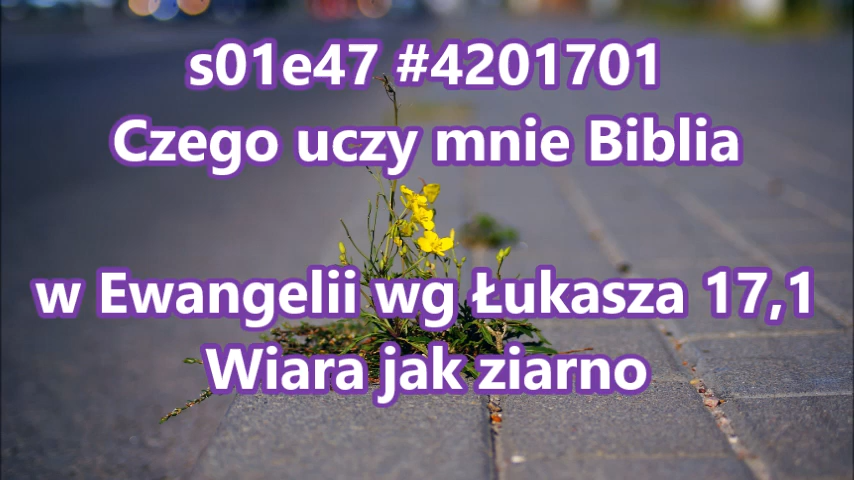 s01e47 #4201701
Czego uczy mnie Biblia
w Ewangelii wg Łukasza 17,1
Wiara jak ziarno